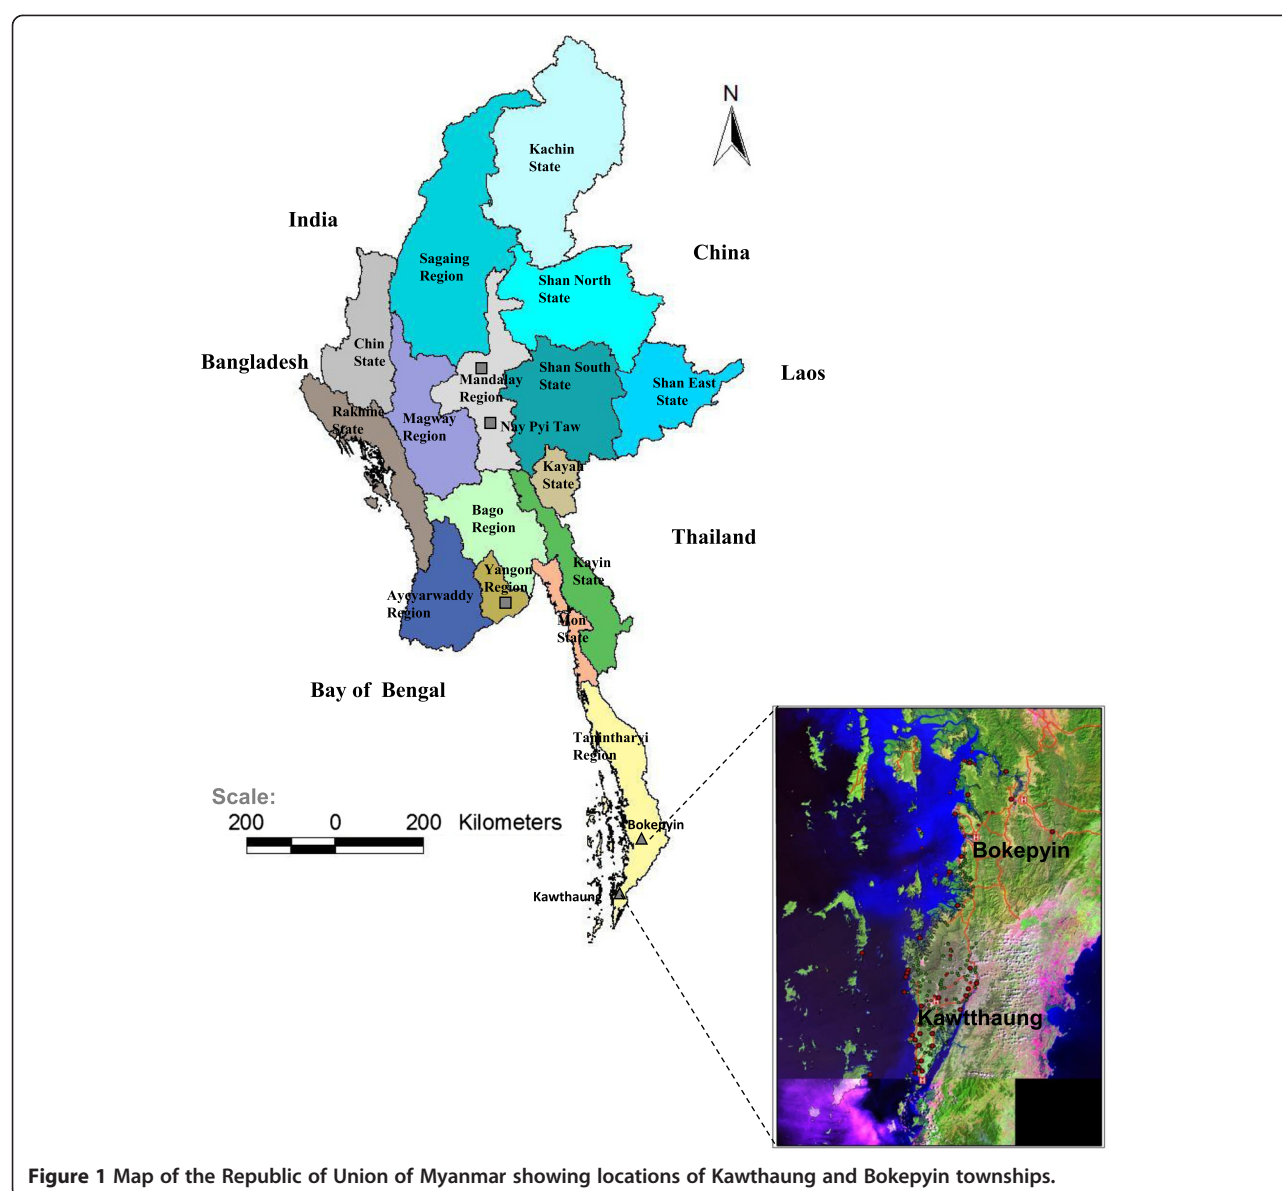 N
Kachin
State
India
China
Sagaing
Region
Shan North
State
Chin
State
Bangladesh
Shan South
State
Laos
Mandalay
Region
Shan East
State
Rakhine
State
Magway
Region
Nay Pyi Taw
Kayah
State
Bago
Region
Thailand
Yangon
Region
Kayin
State
Ayeyarwaddy
Region
Mon
State
Bay of Bengal
Tanintharyi
Region
Scale:
200 0 200 Kilometers
Bokepyin
Kawthaung
Bokepyin
Kawtthaung
Figure 1 Map of the Republic of Union of Myanmar showing locations of Kawthaung and Bokepyin townships.